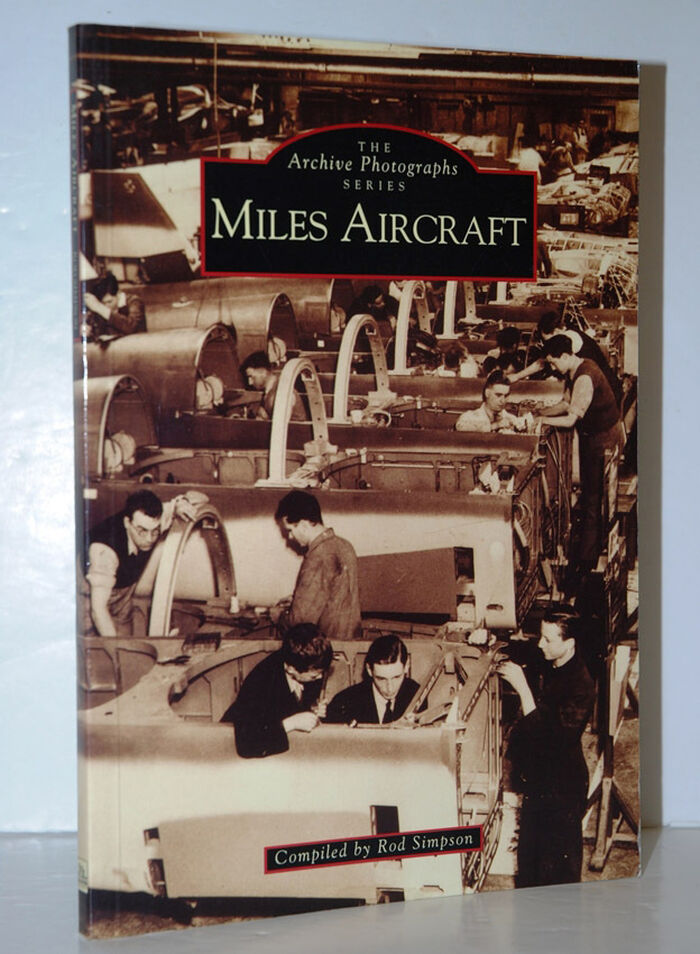 THE
Archive Photographs
SERIES
MILES AIRCRAFT
Compiled by Rod Simpson